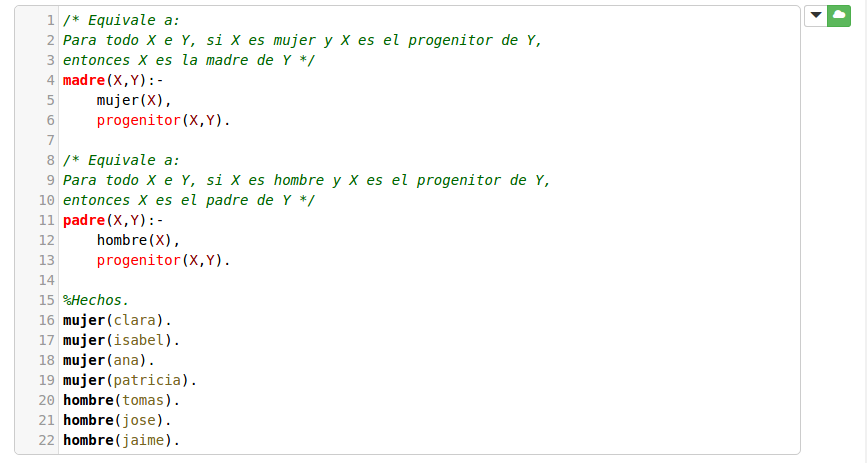 1 /* Equivale a:
2 Para todo X e Y, si X es mujer y X es el progenitor de Y,
3 entonces X es la madre de Y */
4 madre(X,Y):-
5     mujer(X),
6     progenitor(X,Y).
7
8 /* Equivale a:
9 Para todo X e Y, si X es hombre y X es el progenitor de Y,
10 entonces X es el padre de Y */
11 padre(X,Y):-
12     hombre(X),
13     progenitor(X,Y).
14
15 %Hechos.
16 mujer(clara).
17 mujer(isabel).
18 mujer(ana).
19 mujer(patricia).
20 hombre(tomas).
21 hombre(jose).
22 hombre(jaime).